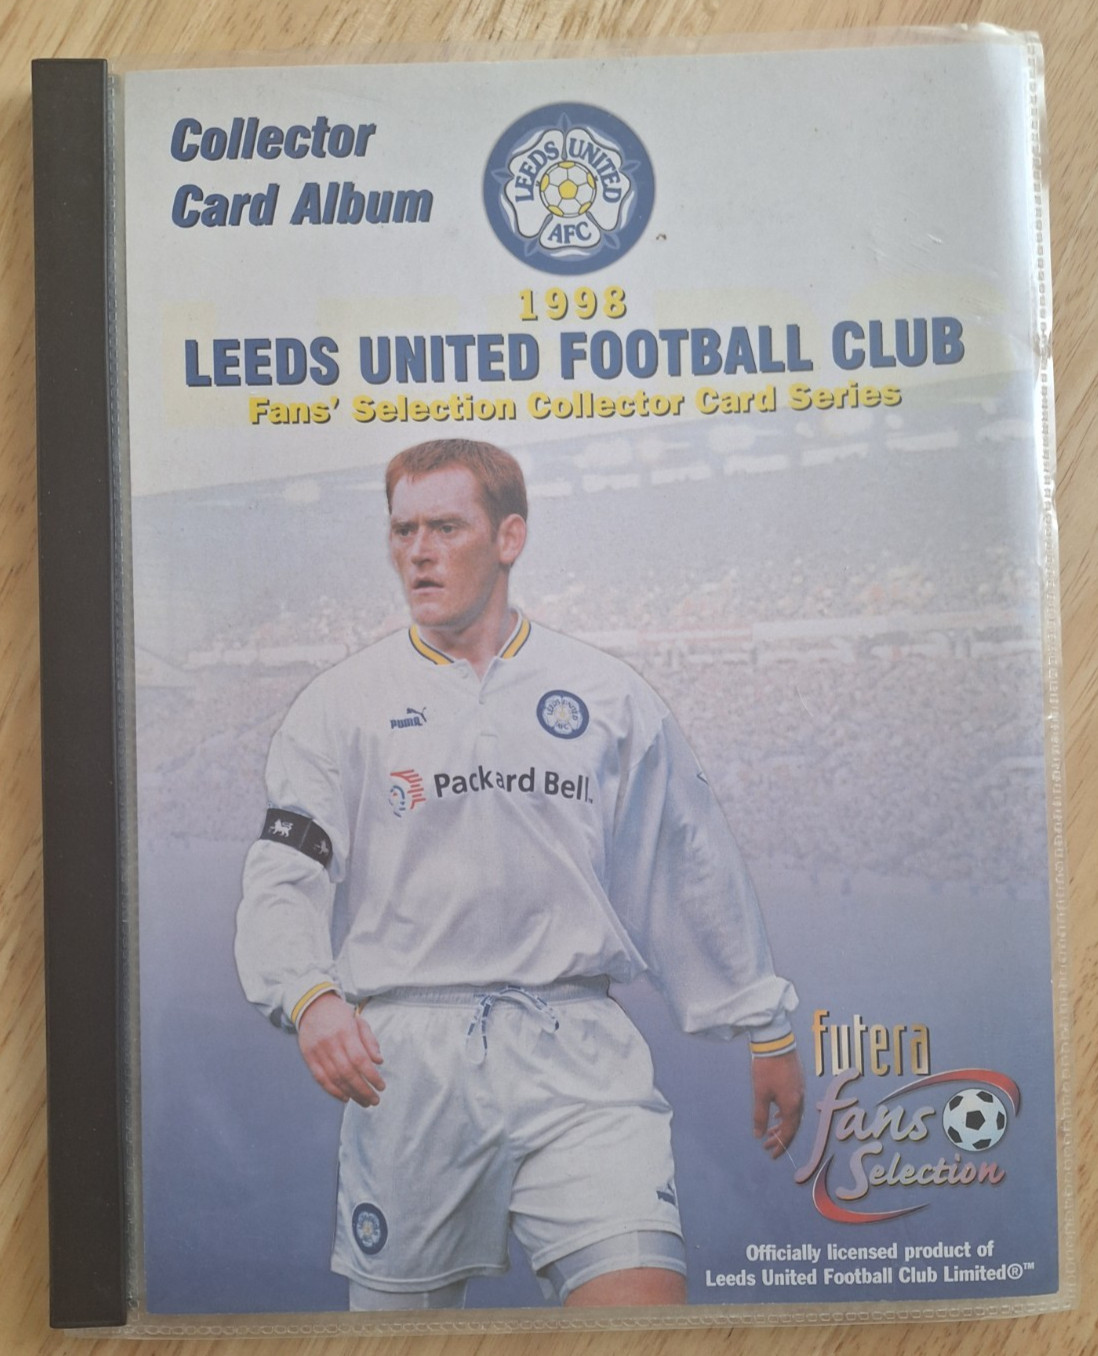 Collector
Card Album
LEEDS UNITED
AFC
1998
LEEDS UNITED FOOTBALL CLUB
Fans' Selection Collector Card Series
PUMA
Packard Bell.
futera
fans
Selection
Officially licensed product of
Leeds United Football Club Limited®™